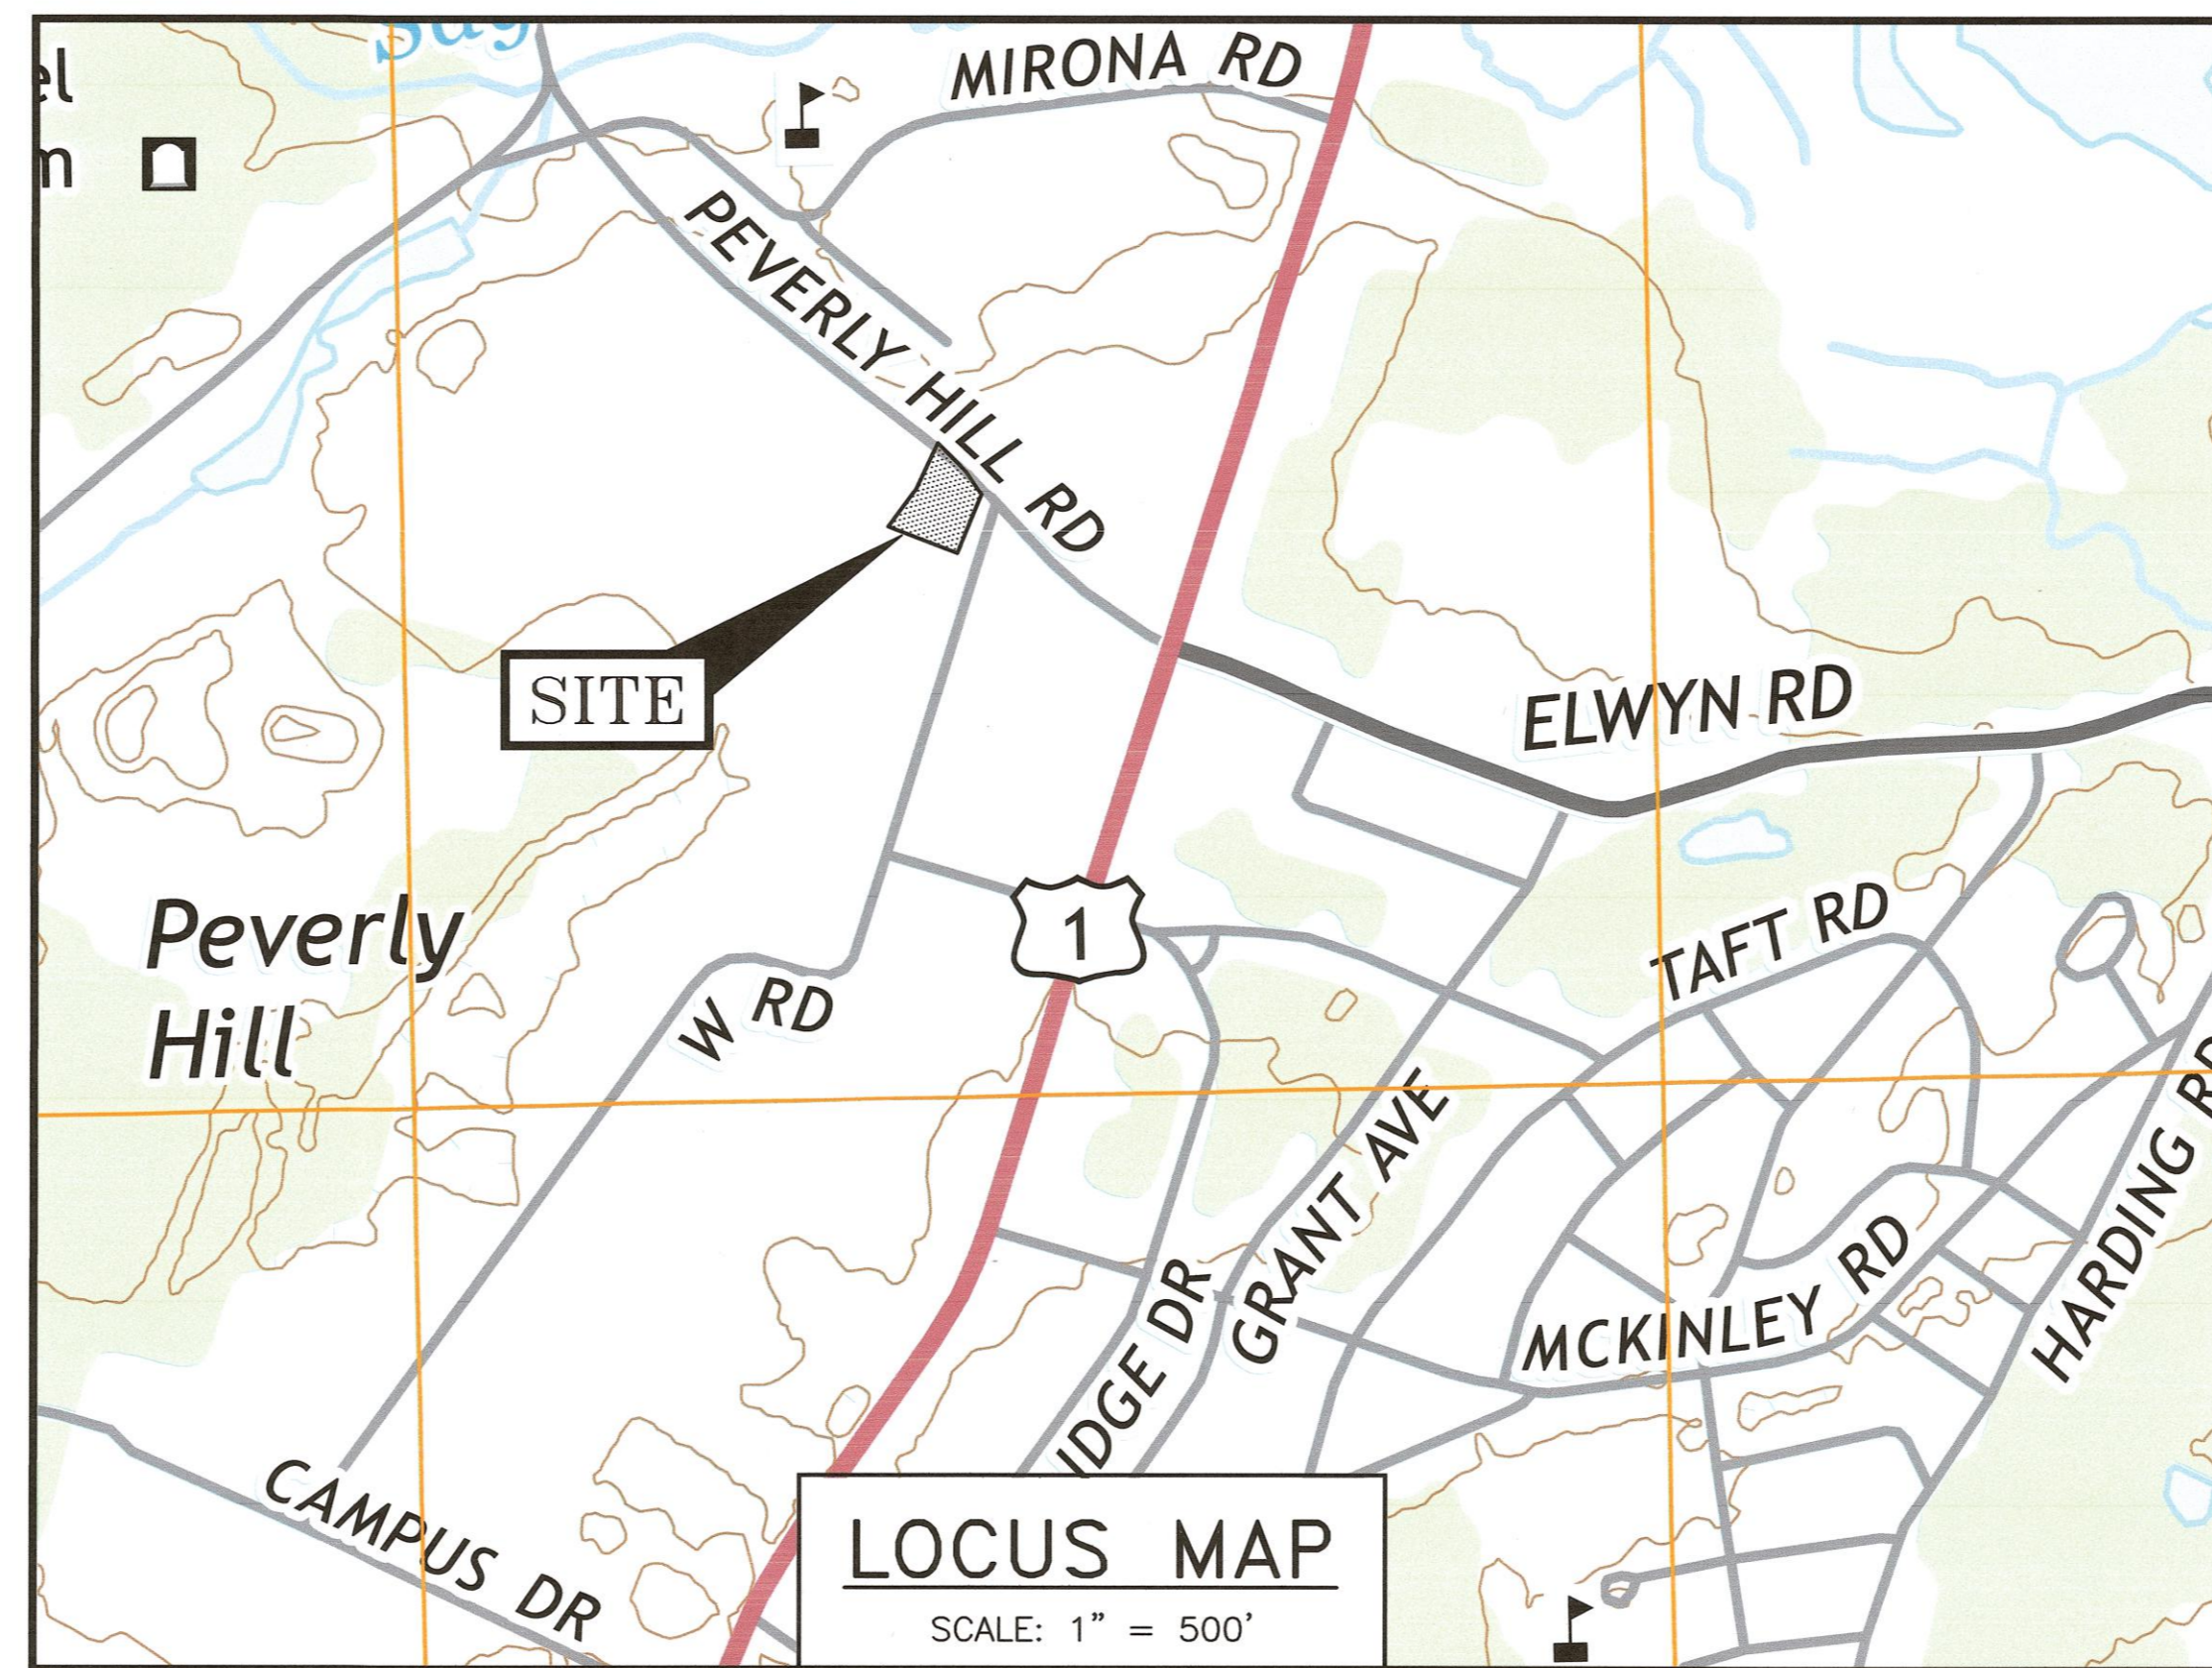 MIRONA RD
PEVERLY HILL RD
SITE
ELWYN RD
1
TAFT RD
Peverly
Hill
W RD
GRANT AVE
IDGE DR
MCKINLEY RD
HARDING RD
CAMPUS DR
LOCUS MAP
SCALE: 1" = 500'